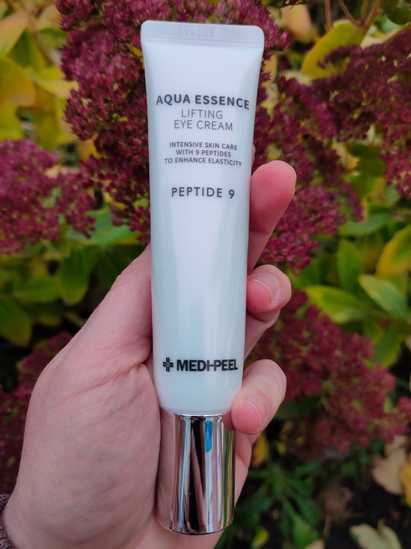 AQUA ESSENCE
LIFTING
EYE CREAM
INTENSIVE SKIN CARE
WITH 9 PEPTIDES
TO ENHANCE ELASTICITY
PEPTIDE 9
MEDI-PEEL